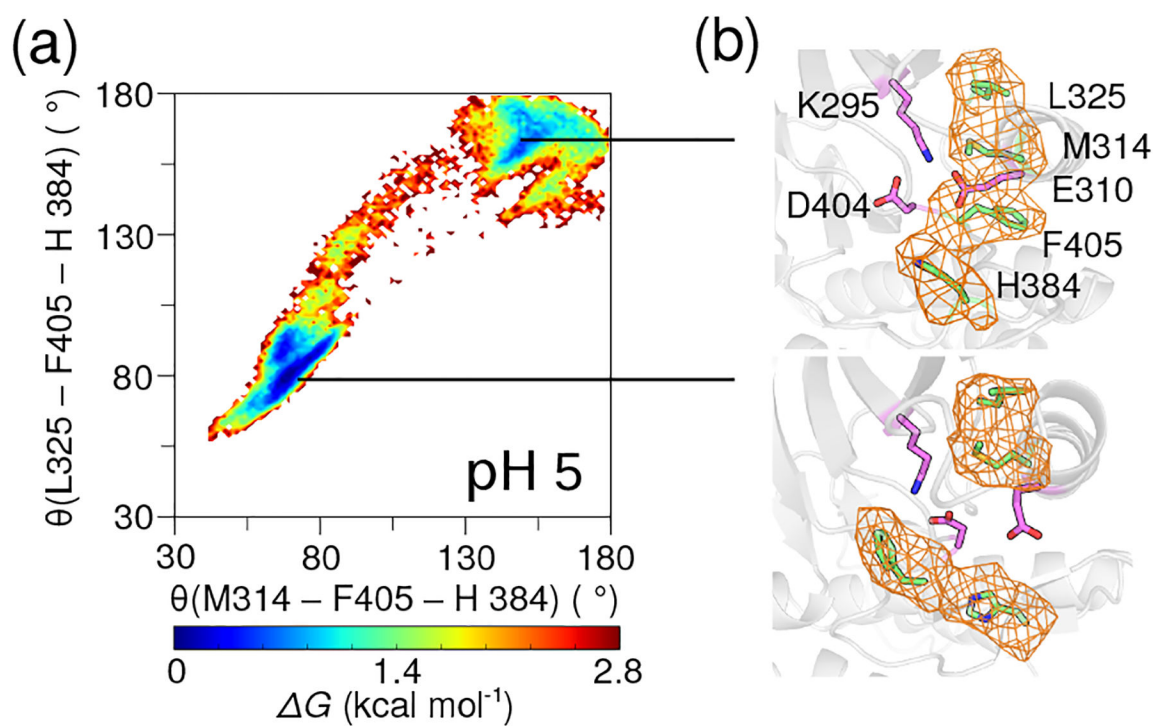 (a)
θ(L325 – F405 – H 384) ( °)
180
130
80
30
pH 5
30 80 130 180
θ(M314 – F405 – H 384) ( °)
0 1.4 2.8
ΔG (kcal mol⁻¹)
(b)
K295
L325
M314
E310
D404
F405
H384